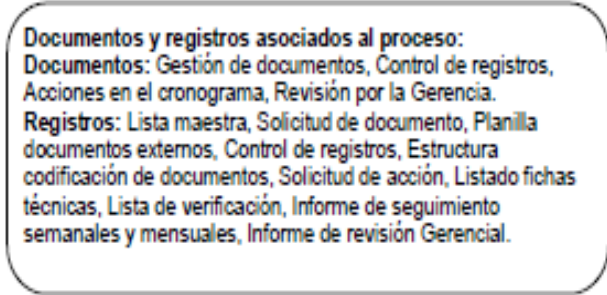 Documentos y registros asociados al proceso:
Documentos: Gestión de documentos, Control de registros,
Acciones en el cronograma, Revisión por la Gerencia.
Registros: Lista maestra, Solicitud de documento, Planilla
documentos externos, Control de registros, Estructura
codificación de documentos, Solicitud de acción, Listado fichas
técnicas, Lista de verificación, Informe de seguimiento
semanales y mensuales, Informe de revisión Gerencial.